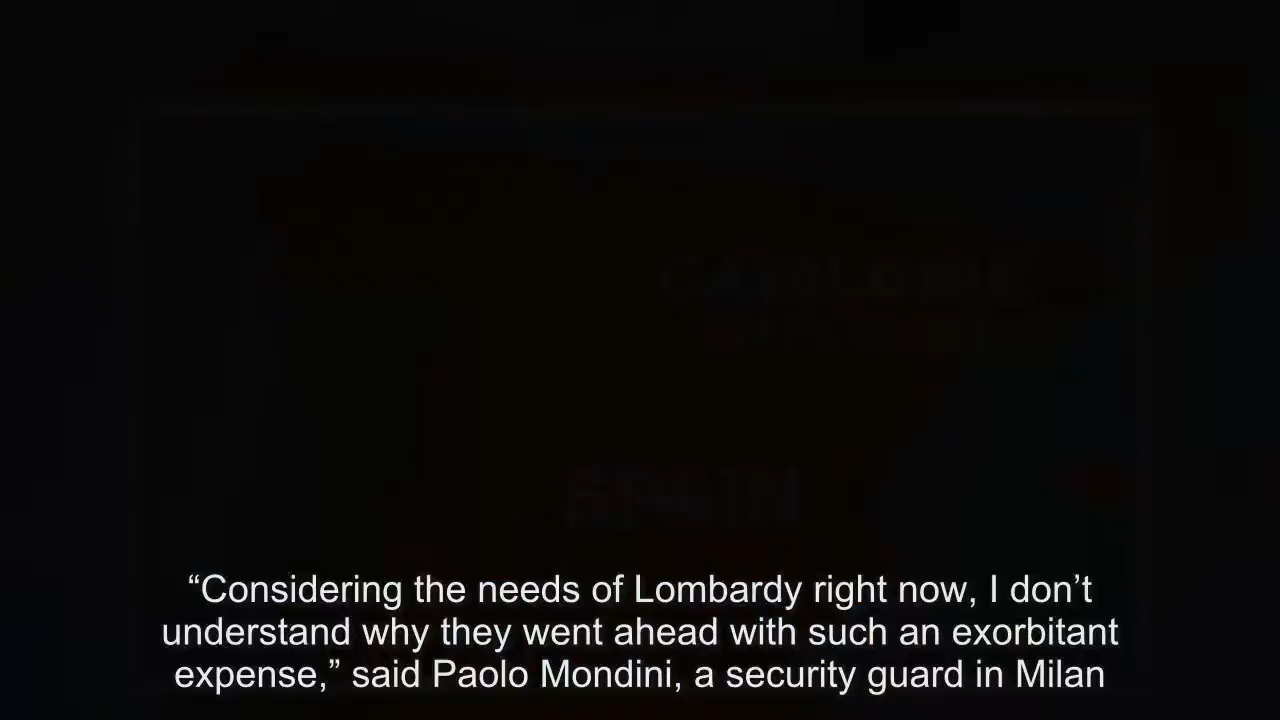 SPAIN
“Considering the needs of Lombardy right now, I don’t
understand why they went ahead with such an exorbitant
expense,” said Paolo Mondini, a security guard in Milan